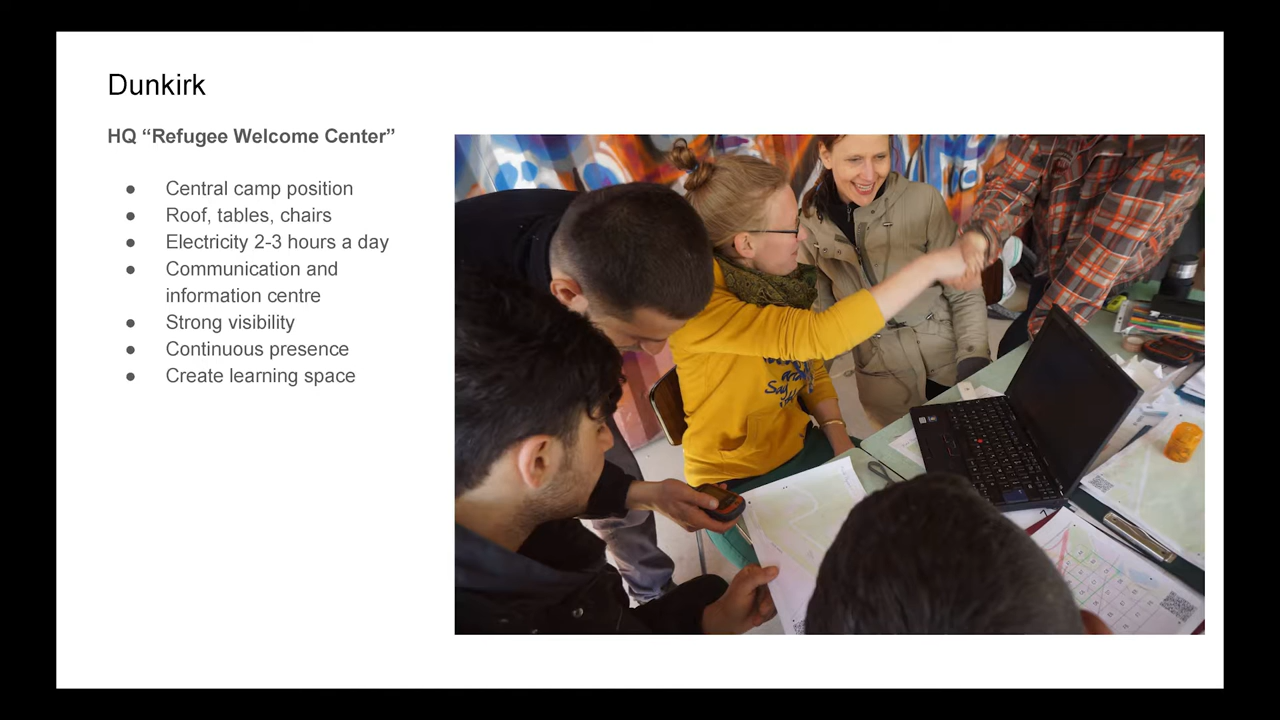 Dunkirk
HQ “Refugee Welcome Center”
● Central camp position
● Roof, tables, chairs
● Electricity 2-3 hours a day
● Communication and
information centre
● Strong visibility
● Continuous presence
● Create learning space
Say